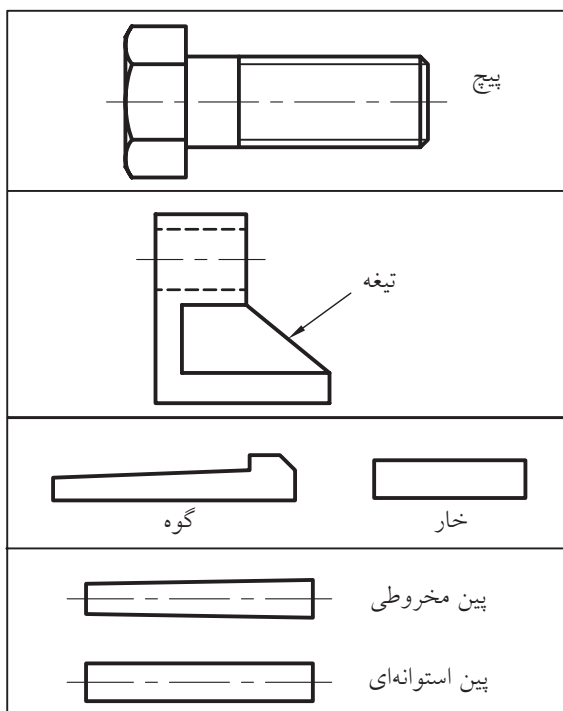 پیچ
تیغه
خار
گوه
پین مخروطی
پین استوانه‌ای